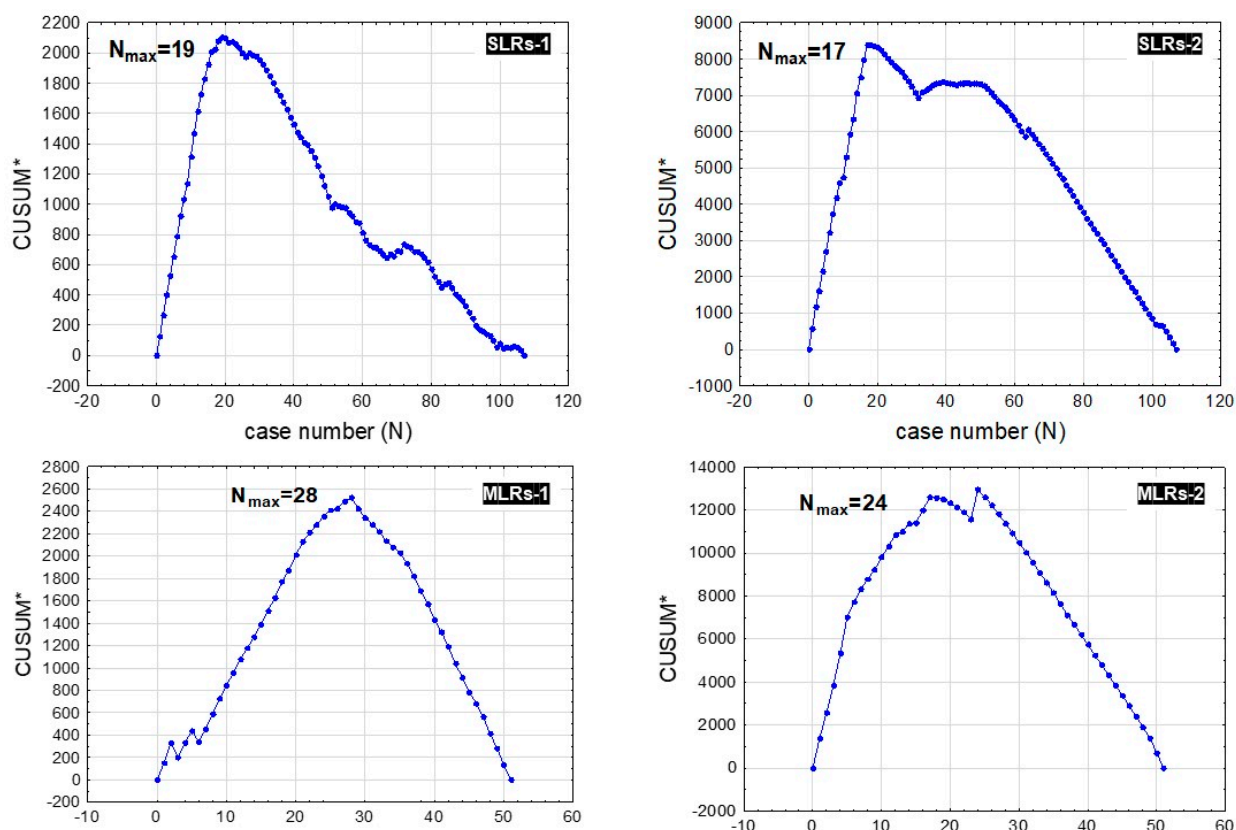 2200
2000
1800
1600
1400
1200
1000
800
600
400
200
0
-200
CUSUM*
N_max=19
SLRs-1
-20 0 20 40 60 80 100 120
case number (N)
9000
8000
7000
6000
5000
4000
3000
2000
1000
0
-1000
CUSUM*
N_max=17
SLRs-2
-20 0 20 40 60 80 100 120
case number (N)
2800
2600
2400
2200
2000
1800
1600
1400
1200
1000
800
600
400
200
0
-200
CUSUM*
N_max=28
MLRs-1
-10 0 10 20 30 40 50 60
14000
12000
10000
8000
6000
4000
2000
0
-2000
CUSUM*
N_max=24
MLRs-2
-10 0 10 20 30 40 50 60